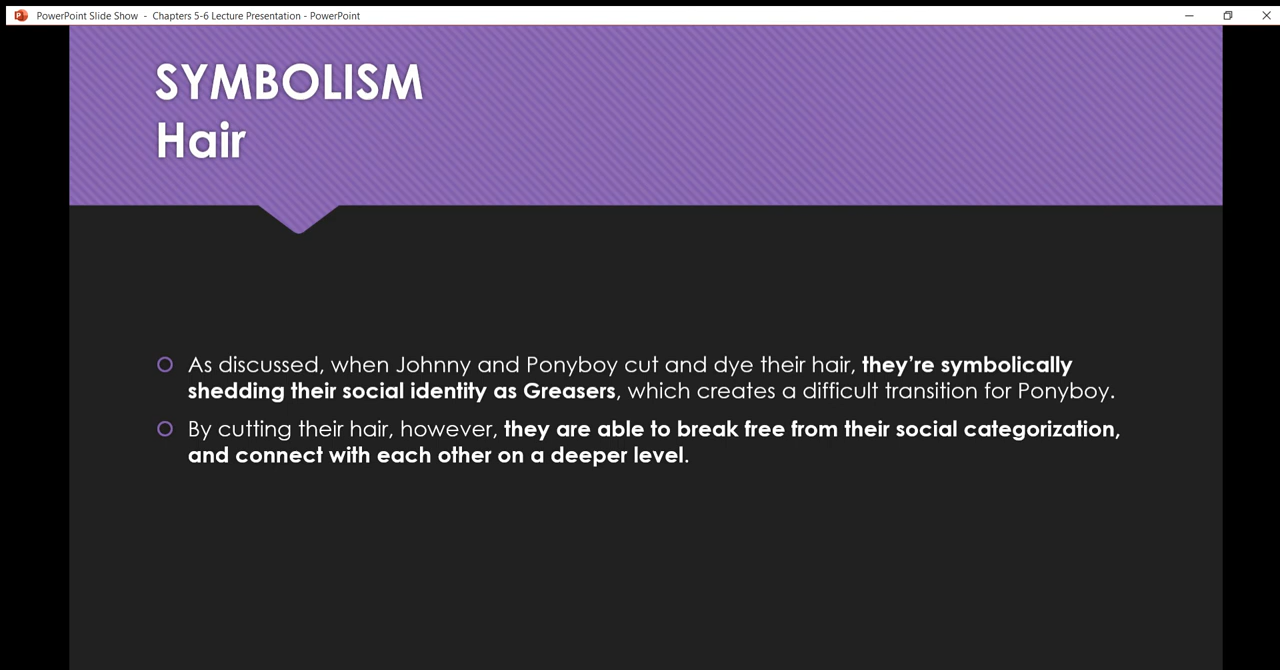 PowerPoint Slide Show - Chapters 5-6 Lecture Presentation - PowerPoint
SYMBOLISM
Hair
As discussed, when Johnny and Ponyboy cut and dye their hair, they’re symbolically
shedding their social identity as Greasers, which creates a difficult transition for Ponyboy.
By cutting their hair, however, they are able to break free from their social categorization,
and connect with each other on a deeper level.